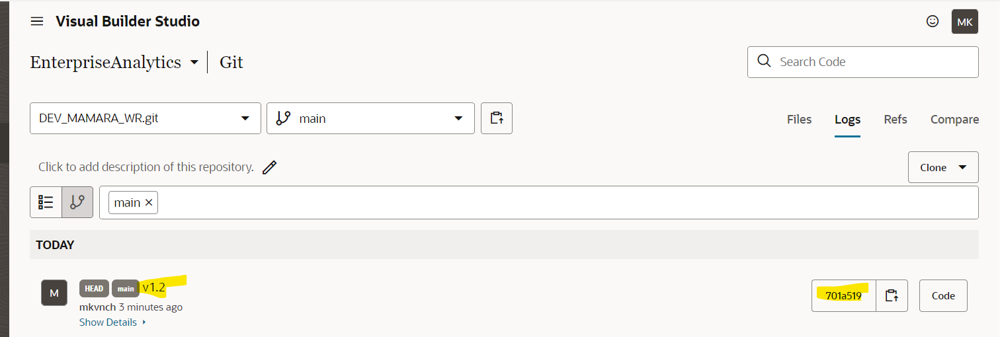 Visual Builder Studio
MK
EnterpriseAnalytics | Git
Search Code
DEV_MAMARA_WR.git
main
Files
Logs
Refs
Compare
Click to add description of this repository.
Clone
main ×
TODAY
M
HEAD main v1.2
mkvnch 3 minutes ago
Show Details
701a519
Code